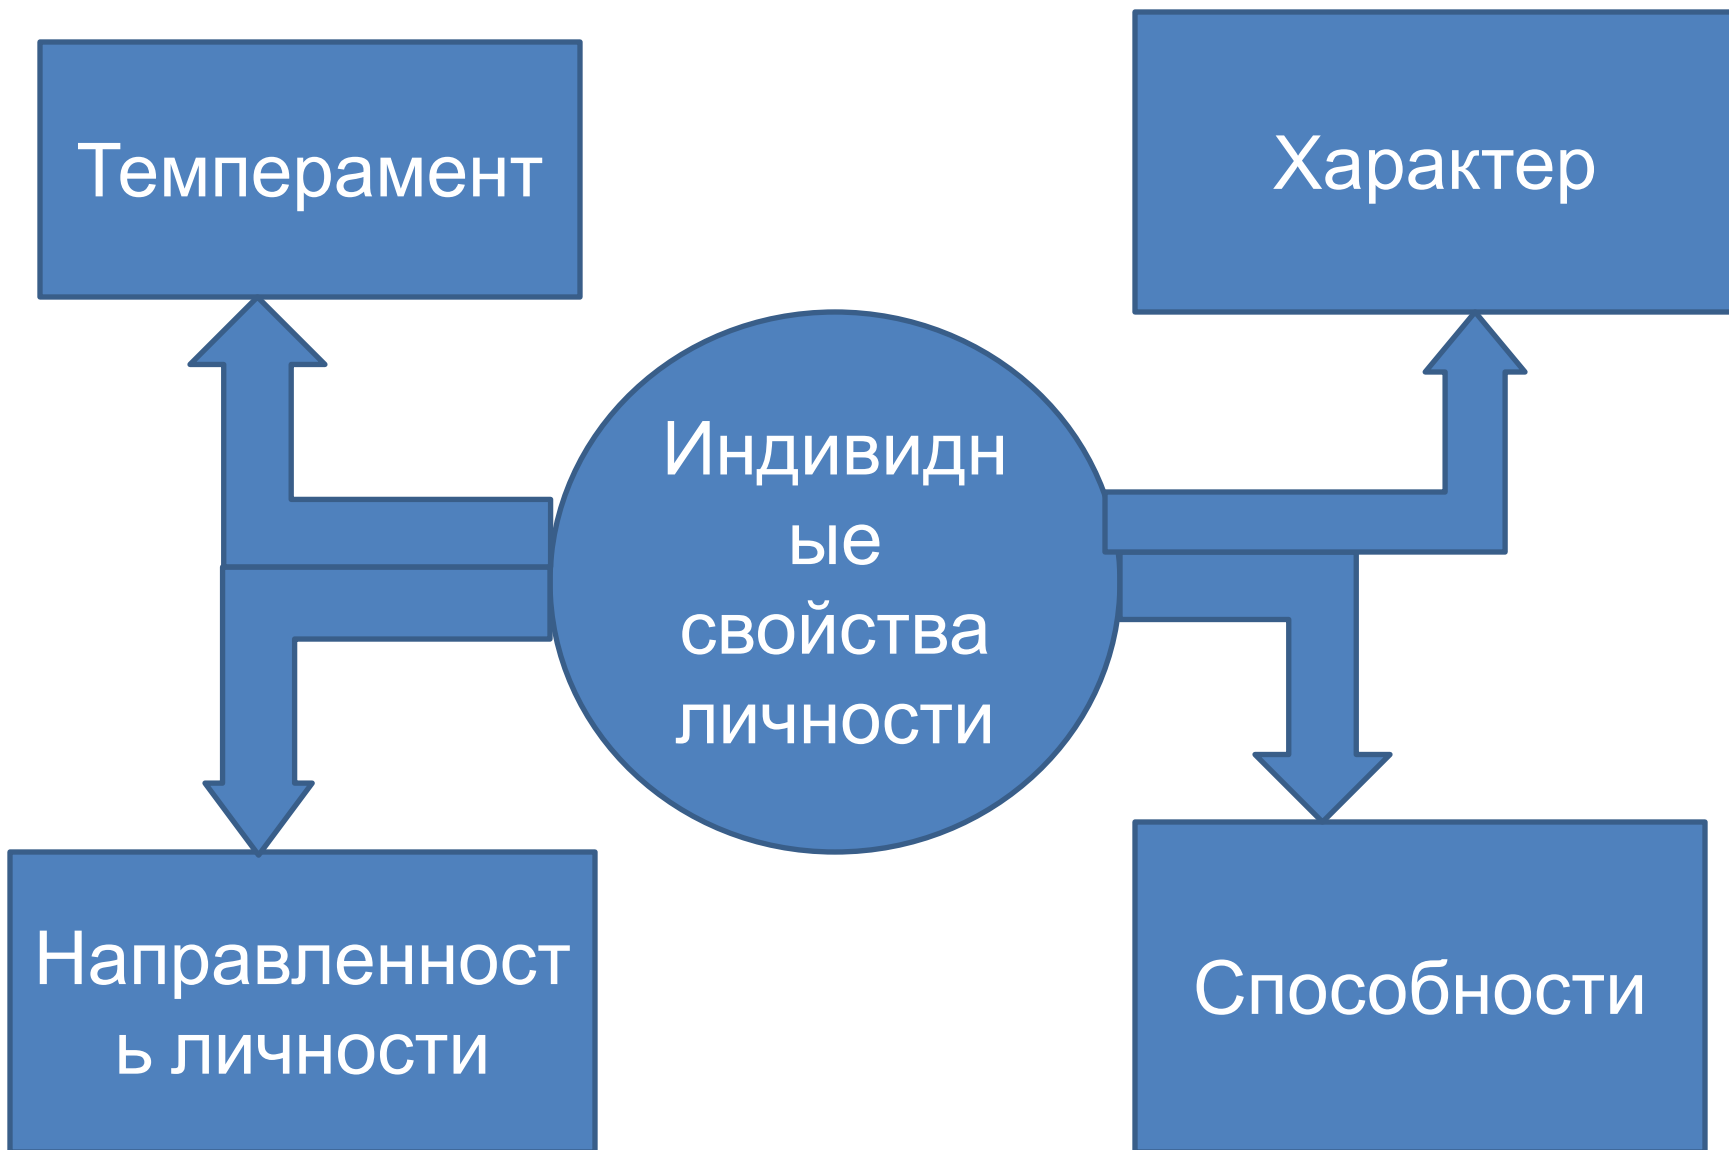 Темперамент
Характер
Индивидн
ые
свойства
личности
Направленност
ь личности
Способности